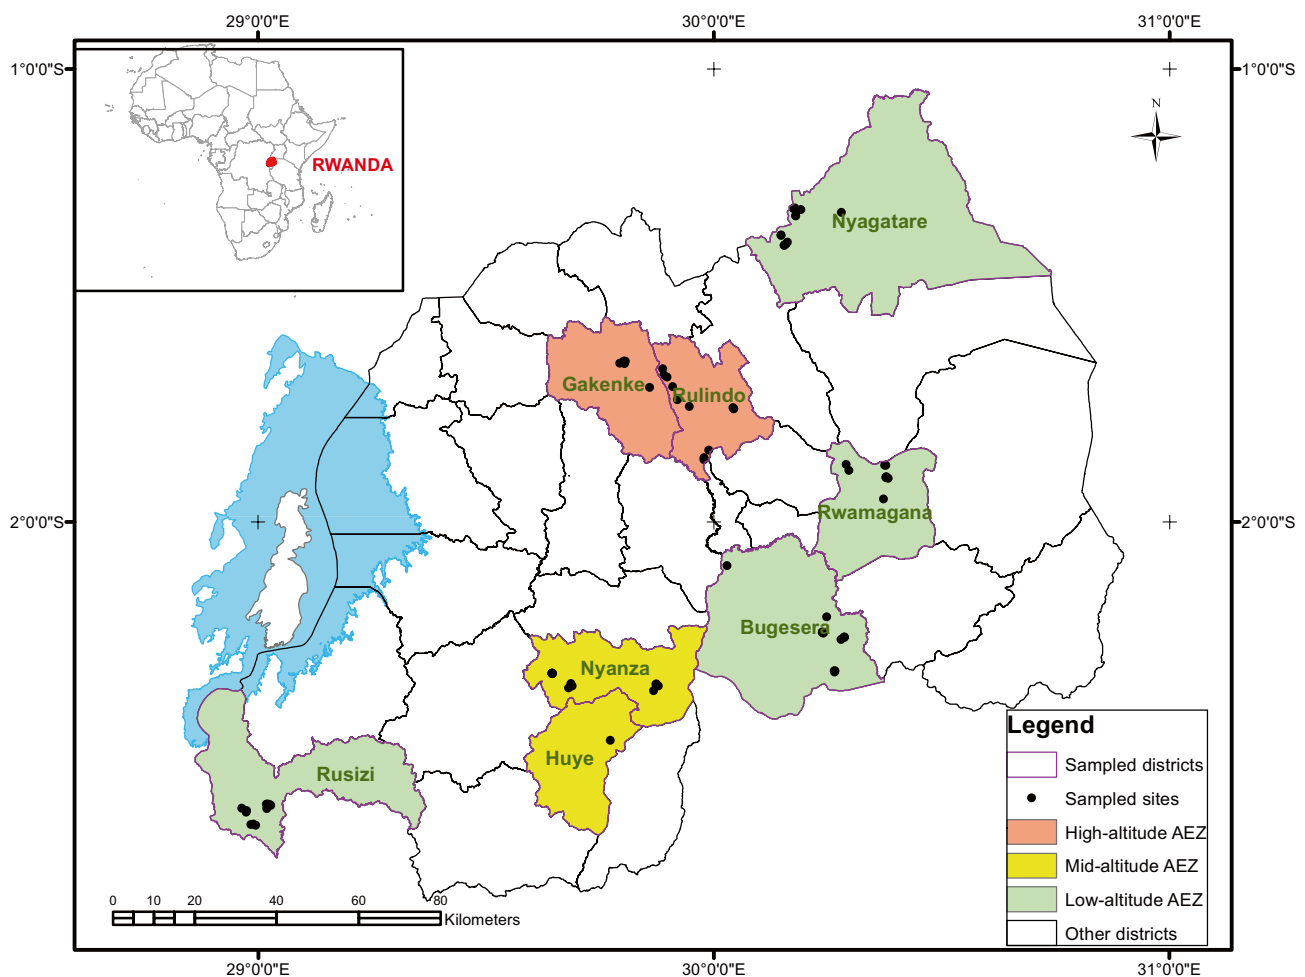 29°0'0"E 30°0'0"E 31°0'0"E
1°0'0"S 1°0'0"S
N
RWANDA
Nyagatare
Gakenke
Rulindo
Rwamagana
2°0'0"S 2°0'0"S
Bugesera
Nyanza
Huye
Rusizi
Legend
Sampled districts
Sampled sites
High-altitude AEZ
Mid-altitude AEZ
Low-altitude AEZ
Other districts
0 10 20 40 60 80
Kilometers
29°0'0"E 30°0'0"E 31°0'0"E